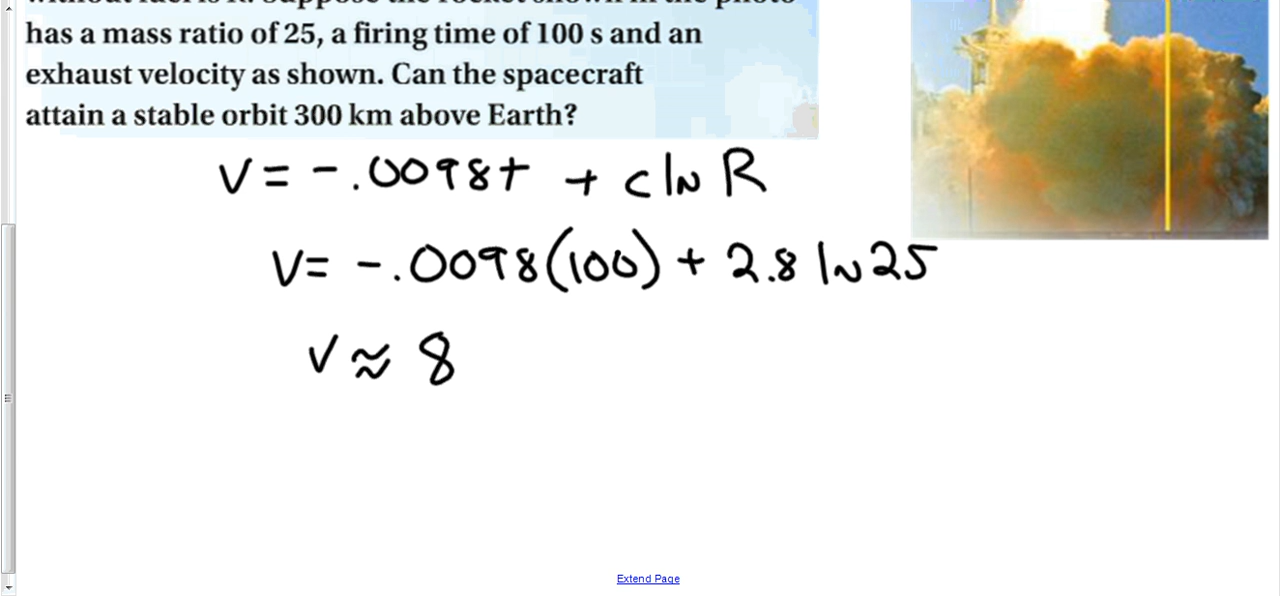 has a mass ratio of 25, a firing time of 100 s and an
exhaust velocity as shown. Can the spacecraft
attain a stable orbit 300 km above Earth?
V = -.0098t + c ln R
V = -.0098(100) + 2.8 ln 25
V ≈ 8
Extend Page